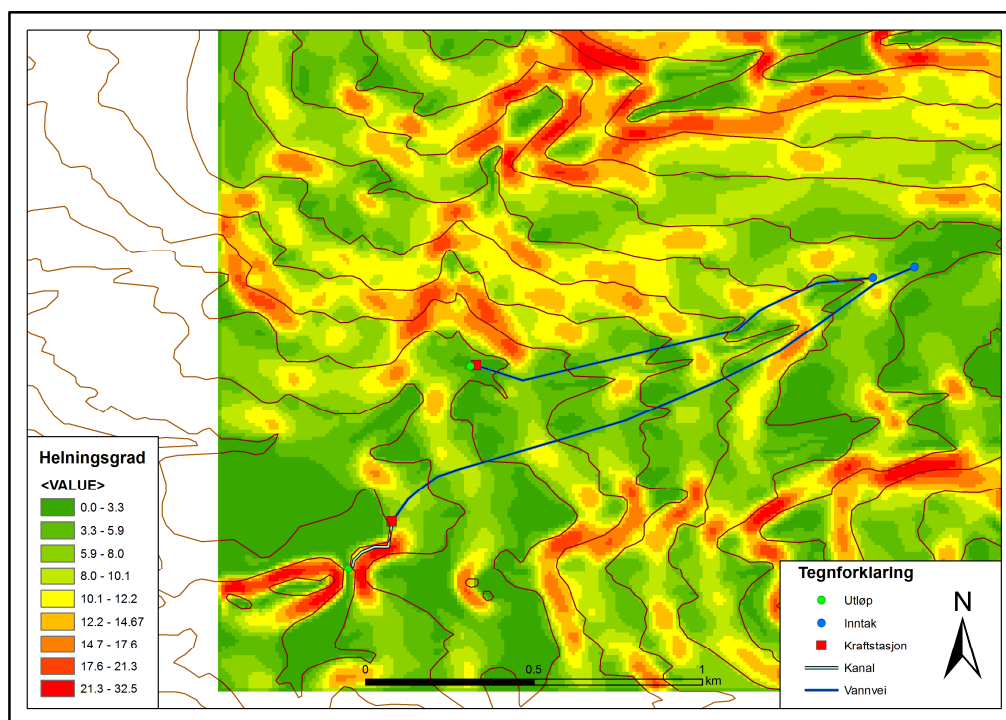 Helningsgrad
<VALUE>
0.0 - 3.3
3.3 - 5.9
5.9 - 8.0
8.0 - 10.1
10.1 - 12.2
12.2 - 14.67
14.7 - 17.6
17.6 - 21.3
21.3 - 32.5
0 0.5 1
km
Tegnforklaring
Utløp
Inntak
Kraftstasjon
Kanal
Vannvei
N